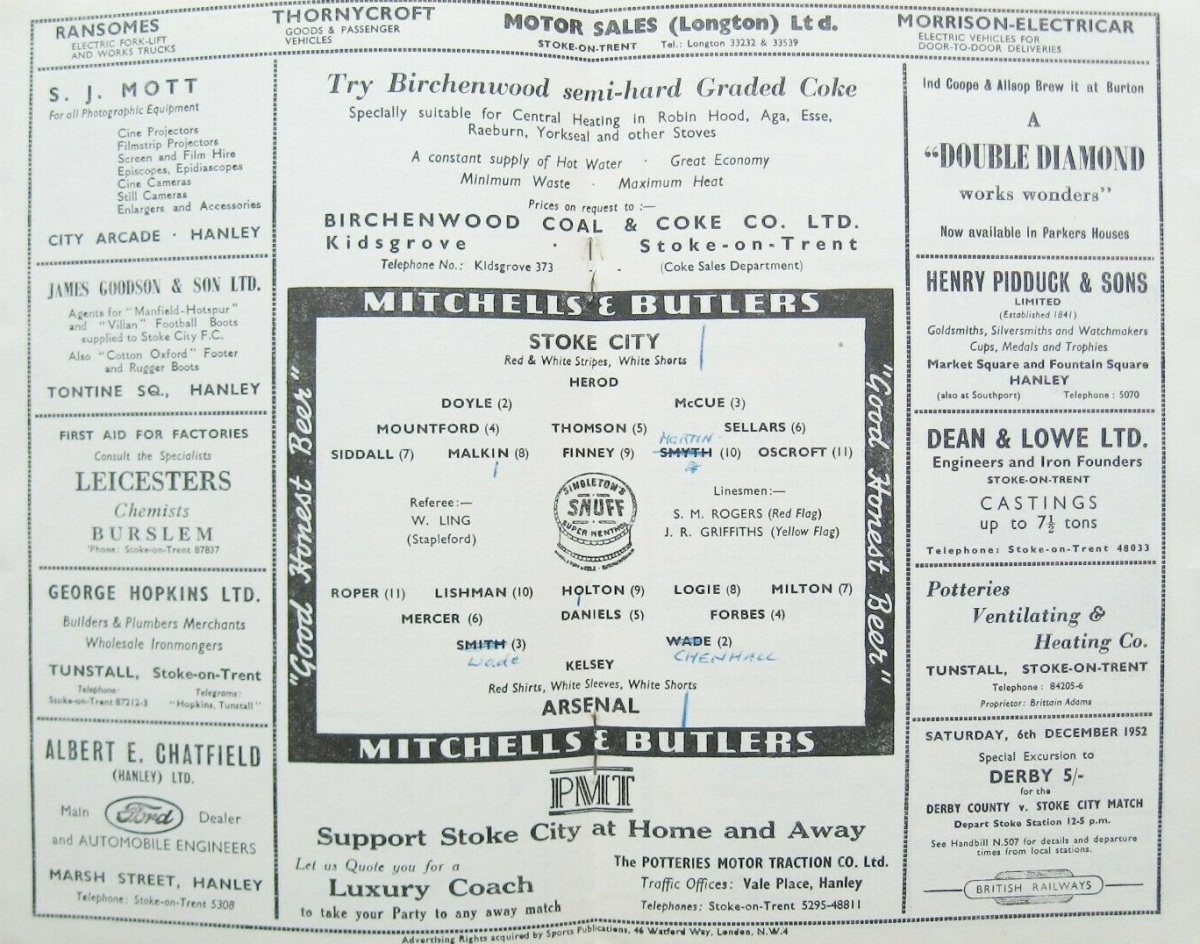 RANSOMES
ELECTRIC FORK-LIFT
AND WORKS TRUCKS
THORNYCROFT
GOODS & PASSENGER
VEHICLES
MOTOR SALES (Longton) Ltd.
STOKE-ON-TRENT Tel.: Longton 33232 & 33539
MORRISON-ELECTRICAR
ELECTRIC VEHICLES FOR
DOOR-TO-DOOR DELIVERIES
S. J. MOTT
For all Photographic Equipment
Cine Projectors
Filmstrip Projectors
Screen and Film Hire
Episcopes, Epidiascopes
Cine Cameras
Still Cameras
Enlargers and Accessories
CITY ARCADE · HANLEY
JAMES GOODSON & SON LTD.
Agents for "Manfield-Hotspur"
and "Villan" Football Boots
supplied to Stoke City F.C.
Also "Cotton Oxford" Footer
and Rugger Boots
TONTINE SQ., HANLEY
FIRST AID FOR FACTORIES
Consult the Specialists
LEICESTERS
Chemists
BURSLEM
'Phone: Stoke-on-Trent 87837
GEORGE HOPKINS LTD.
Builders & Plumbers Merchants
Wholesale Ironmongers
TUNSTALL, Stoke-on-Trent
Telephone: Telegrams:
Stoke-on-Trent 87212-3 "Hopkins, Tunstall"
ALBERT E. CHATFIELD
(HANLEY) LTD.
Main Ford Dealer
and AUTOMOBILE ENGINEERS
MARSH STREET, HANLEY
Telephone: Stoke-on-Trent 5308
Try Birchenwood semi-hard Graded Coke
Specially suitable for Central Heating in Robin Hood, Aga, Esse,
Raeburn, Yorkseal and other Stoves
A constant supply of Hot Water · Great Economy
Minimum Waste · Maximum Heat
Prices on request to :—
BIRCHENWOOD COAL & COKE CO. LTD.
Kidsgrove · Stoke-on-Trent
Telephone No.: Kidsgrove 373 (Coke Sales Department)
MITCHELLS & BUTLERS
"Good Honest Beer"
STOKE CITY
Red & White Stripes, White Shorts
HEROD
DOYLE (2) McCUE (3)
MOUNTFORD (4) THOMSON (5) SELLARS (6)
MARTIN
SIDDALL (7) MALKIN (8) FINNEY (9) SMYTH (10) OSCROFT (11)
Referee:—
W. LING
(Stapleford)
SINGLETON'S
SNUFF
SUPER MENTHOL
Linesmen:—
S. M. ROGERS (Red Flag)
J. R. GRIFFITHS (Yellow Flag)
ROPER (11) LISHMAN (10) HOLTON (9) LOGIE (8) MILTON (7)
MERCER (6) DANIELS (5) FORBES (4)
SMITH (3) WADE (2)
Wade CHENHALL
KELSEY
Red Shirts, White Sleeves, White Shorts
ARSENAL
"Good Honest Beer"
MITCHELLS & BUTLERS
PMT
Support Stoke City at Home and Away
Let us Quote you for a
Luxury Coach
to take your Party to any away match
The POTTERIES MOTOR TRACTION CO. Ltd.
Traffic Offices: Vale Place, Hanley
Telephones: Stoke-on-Trent 5295-48811
Ind Coope & Allsop Brew it at Burton
A
"DOUBLE DIAMOND
works wonders"
Now available in Parkers Houses
HENRY PIDDUCK & SONS
LIMITED
(Established 1841)
Goldsmiths, Silversmiths and Watchmakers
Cups, Medals and Trophies
Market Square and Fountain Square
HANLEY
(also at Southport) Telephone: 5070
DEAN & LOWE LTD.
Engineers and Iron Founders
STOKE-ON-TRENT
CASTINGS
up to 7½ tons
Telephone: Stoke-on-Trent 48033
Potteries
Ventilating &
Heating Co.
TUNSTALL, STOKE-ON-TRENT
Telephone: 84205-6
Proprietor: Brittain Adams
SATURDAY, 6th DECEMBER 1952
Special Excursion to
DERBY 5/-
for the
DERBY COUNTY v. STOKE CITY MATCH
Depart Stoke Station 12-5 p.m.
See Handbill N.507 for details and departure
times from local stations.
BRITISH RAILWAYS
Advertising Rights acquired by Sports Publications, 46 Watford Way, London, N.W.4